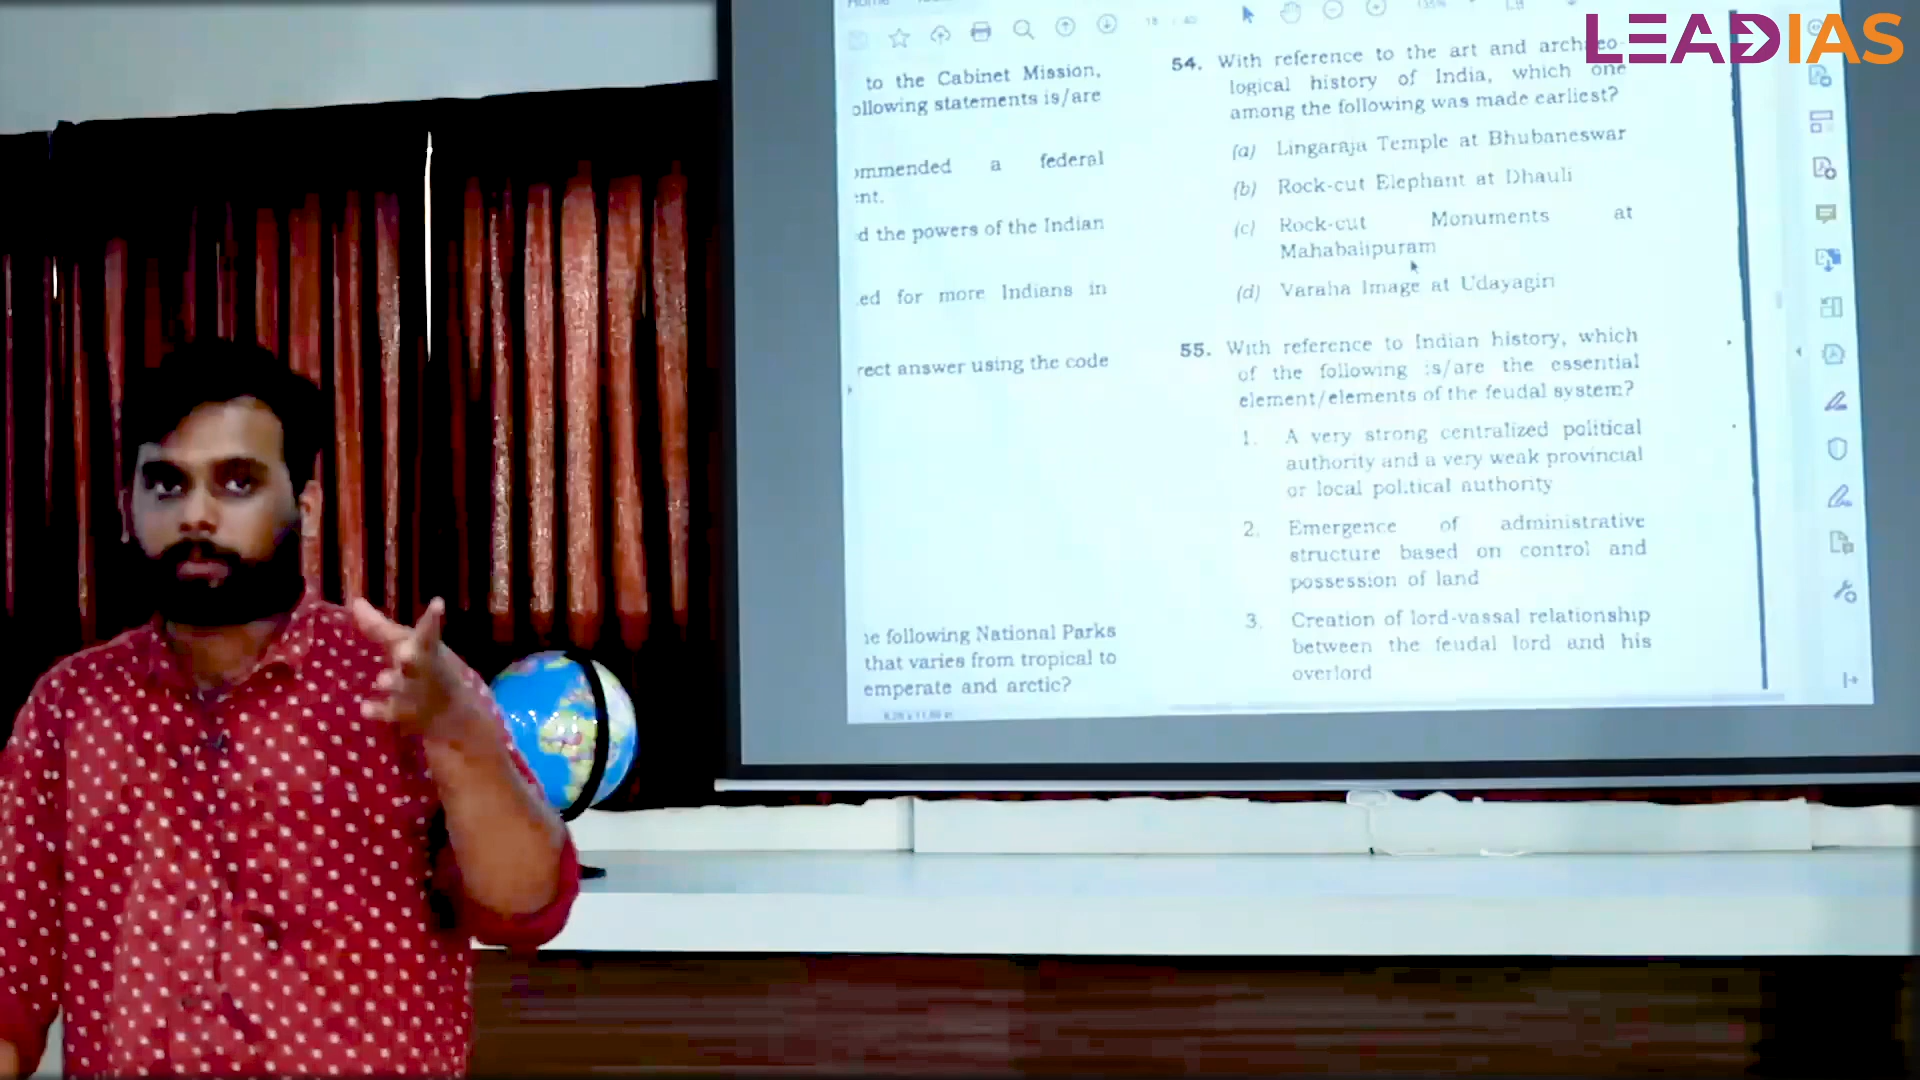 LEADIAS
18 / 40
135%
to the Cabinet Mission,
ollowing statements is/are
ommended a federal
ent.
d the powers of the Indian
ed for more Indians in
rect answer using the code
he following National Parks
that varies from tropical to
emperate and arctic?
54. With reference to the art and archaeo-
logical history of India, which one
among the following was made earliest?
(a) Lingaraja Temple at Bhubaneswar
(b) Rock-cut Elephant at Dhauli
(c) Rock-cut Monuments at
Mahabalipuram
(d) Varaha Image at Udayagiri
55. With reference to Indian history, which
of the following is/are the essential
element/elements of the feudal system?
1. A very strong centralized political
authority and a very weak provincial
or local political authority
2. Emergence of administrative
structure based on control and
possession of land
3. Creation of lord-vassal relationship
between the feudal lord and his
overlord